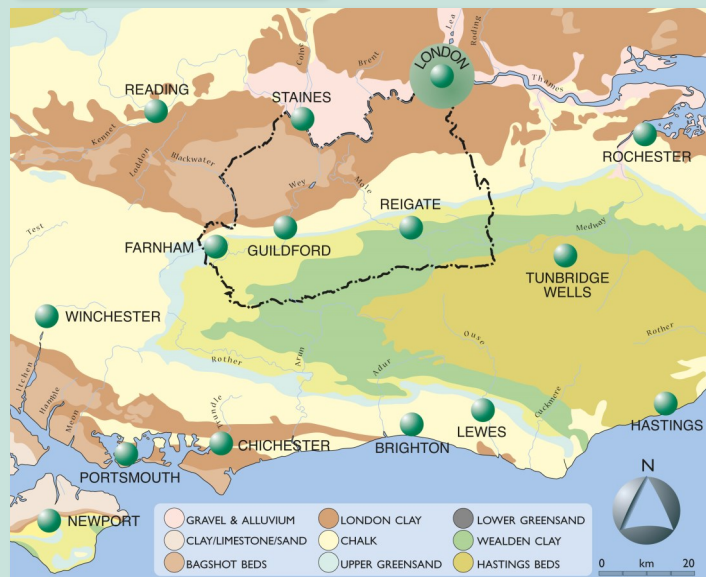 Lea
Roding
LONDON
Colne
Brent
Thames
READING
STAINES
Kennet
Loddon
Blackwater
ROCHESTER
Wey
Mole
REIGATE
Test
Medway
FARNHAM
GUILDFORD
TUNBRIDGE
WELLS
WINCHESTER
Ouse
Rother
Rother
Arun
Adur
Itchen
Hamble
Meon
Cuckmere
CHICHESTER
BRIGHTON
LEWES
HASTINGS
PORTSMOUTH
N
NEWPORT
GRAVEL & ALLUVIUM
LONDON CLAY
LOWER GREENSAND
CLAY/LIMESTONE/SAND
CHALK
WEALDEN CLAY
BAGSHOT BEDS
UPPER GREENSAND
HASTINGS BEDS
0 km 20